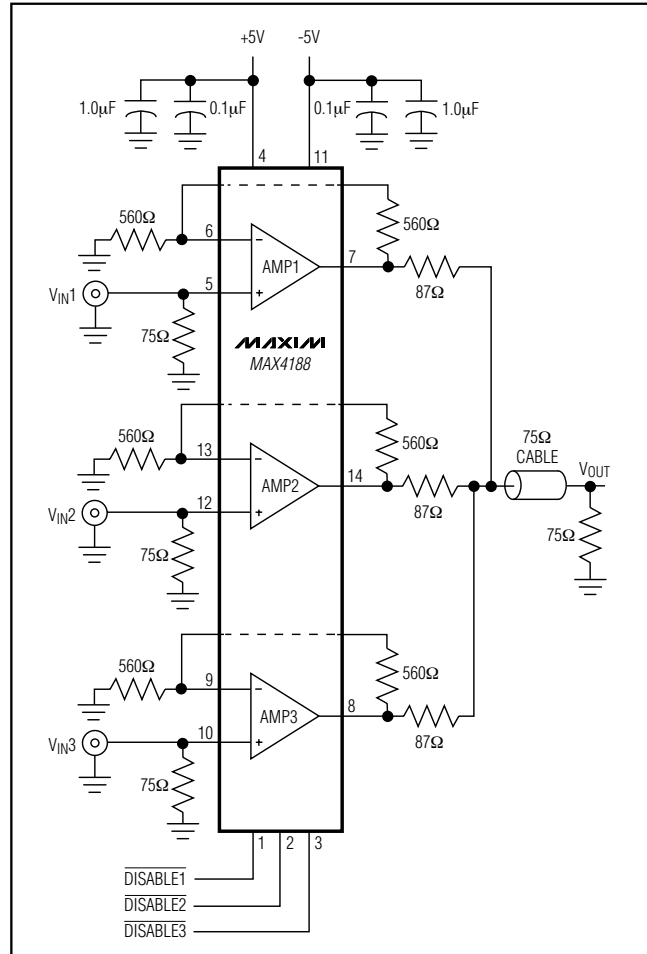 +5V -5V
1.0µF 0.1µF 0.1µF 1.0µF
4 11
560Ω 560Ω
6 − 7
AMP1
87Ω
VIN1 5 +
75Ω
MAXIM
MAX4188
560Ω 560Ω
13 − 14
AMP2
87Ω
75Ω
CABLE
VOUT
VIN2 12 +
75Ω 75Ω
560Ω 560Ω
9 − 8
AMP3
87Ω
VIN3 10 +
75Ω
1 2 3
DISABLE1
DISABLE2
DISABLE3